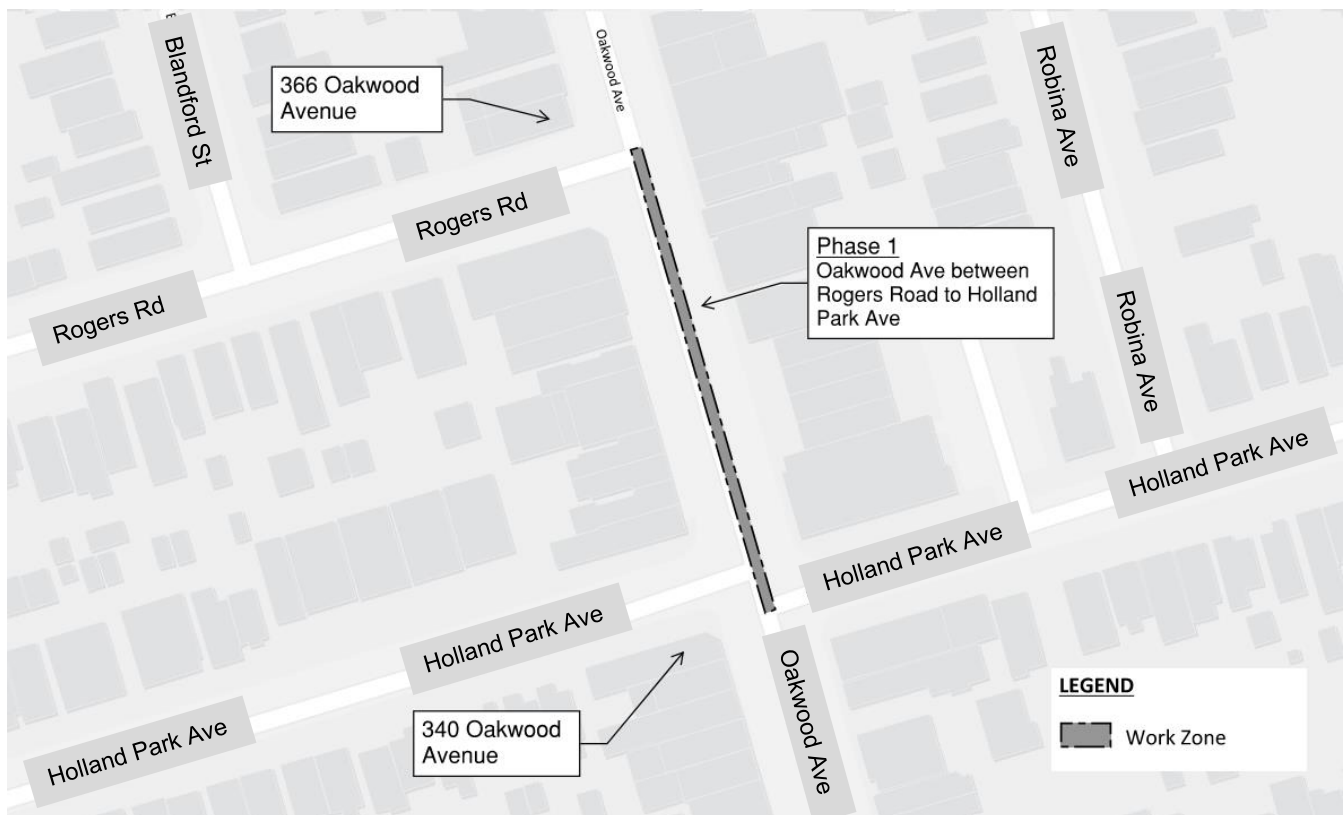 Blandford St
Oakwood Ave
366 Oakwood
Avenue
Robina Ave
Rogers Rd
Phase 1
Oakwood Ave between
Rogers Road to Holland
Park Ave
Rogers Rd
Robina Ave
Holland Park Ave
Holland Park Ave
Holland Park Ave
Oakwood Ave
340 Oakwood
Avenue
Holland Park Ave
LEGEND
Work Zone